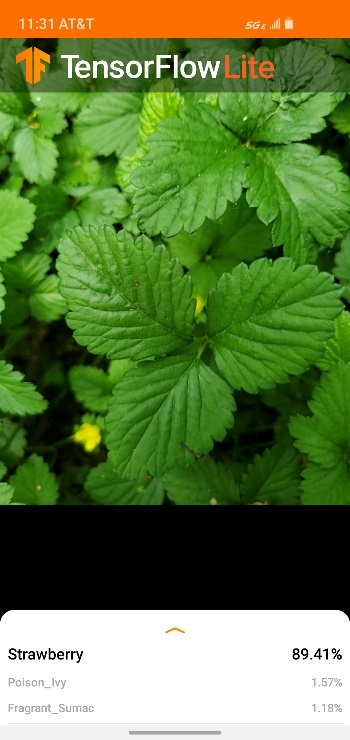 11:31 AT&T 5G E
TensorFlow Lite
Strawberry 89.41%
Poison_Ivy 1.57%
Fragrant_Sumac 1.18%